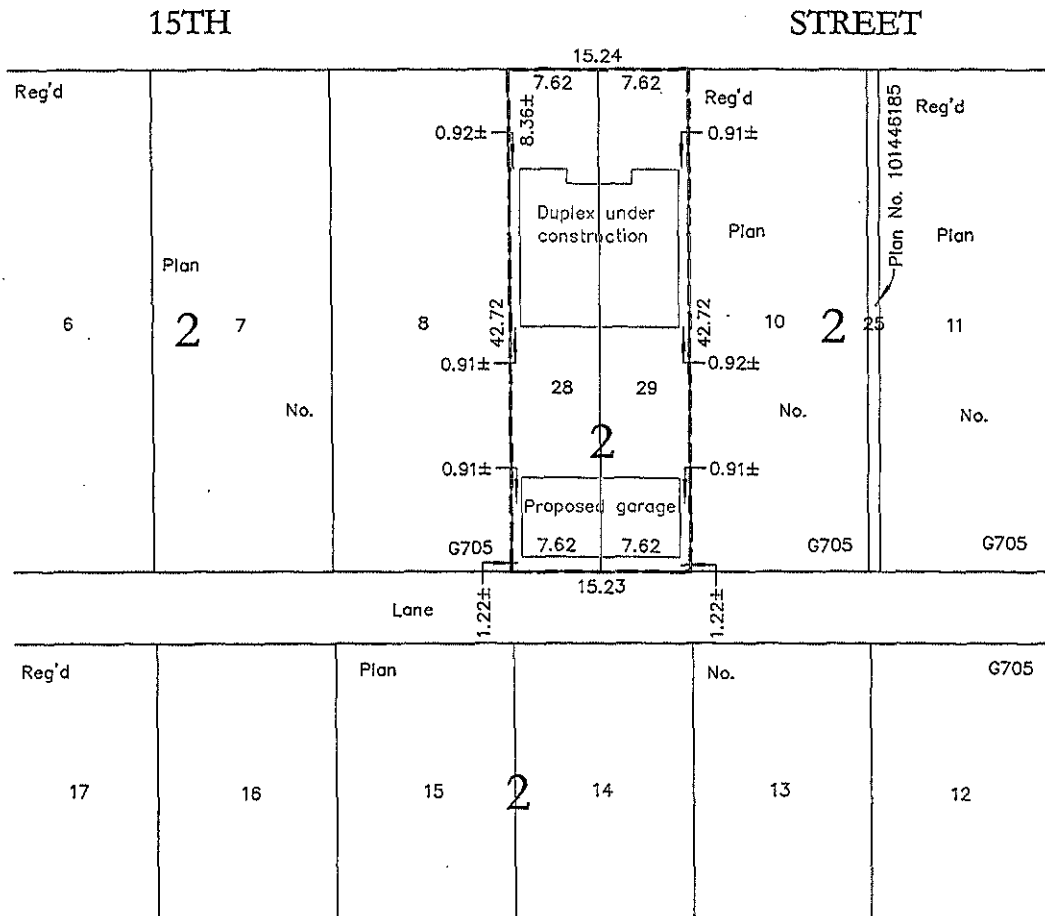 15TH STREET
15.24
7.62 7.62
Reg'd
Reg'd
Reg'd
8.36±
0.92±
0.91±
Plan No. 101446185
Duplex under
construction
Plan
Plan
Plan
6
2
7
8
42.72
42.72
10
2
25
11
0.91±
0.92±
28
29
No.
No.
No.
2
0.91±
0.91±
Proposed garage
7.62 7.62
G705
G705
G705
15.23
1.22±
1.22±
Lane
Reg'd
Plan
No.
G705
17
16
15
2
14
13
12